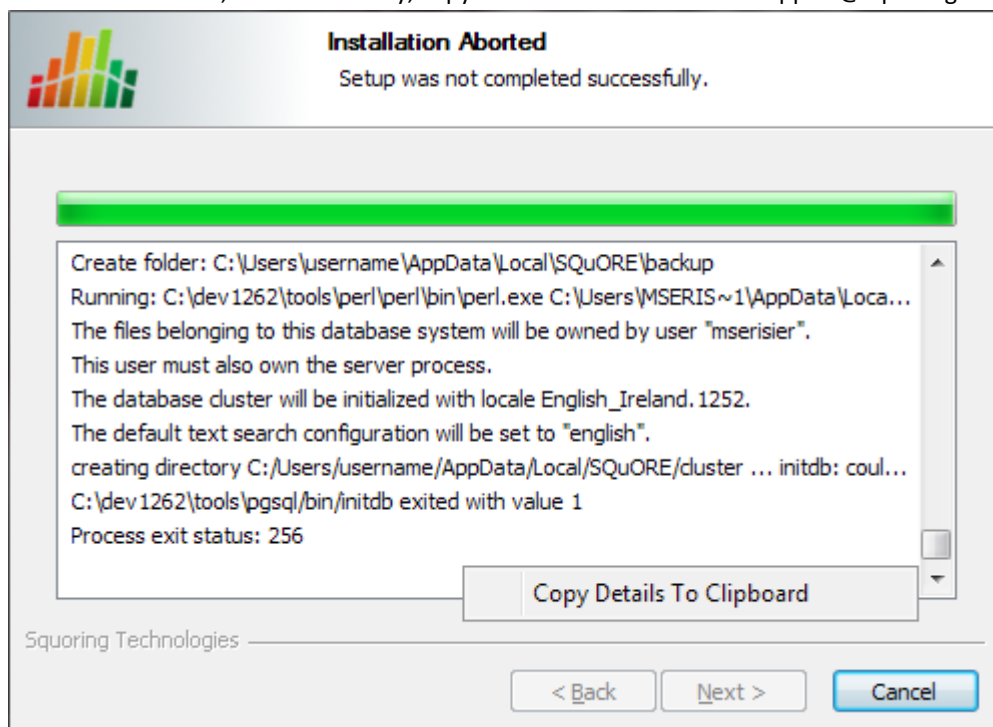 Installation Aborted
Setup was not completed successfully.
Create folder: C:\Users\username\AppData\Local\SQuORE\backup
Running: C:\dev1262\tools\perl\perl\bin\perl.exe C:\Users\MSERIS~1\AppData\Loca...
The files belonging to this database system will be owned by user "mserisier".
This user must also own the server process.
The database cluster will be initialized with locale English_Ireland.1252.
The default text search configuration will be set to "english".
creating directory C:/Users/username/AppData/Local/SQuORE/cluster ... initdb: coul...
C:\dev1262\tools\pgsql/bin/initdb exited with value 1
Process exit status: 256
Copy Details To Clipboard
Squoring Technologies
< Back Next > Cancel